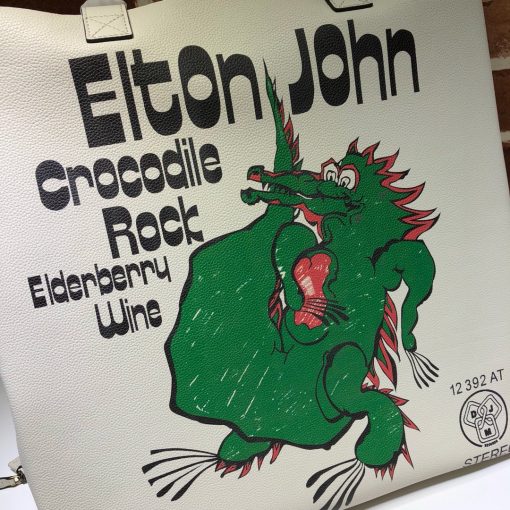 Elton John
Crocodile
Rock
Elderberry
Wine
12 392 AT
D J
M